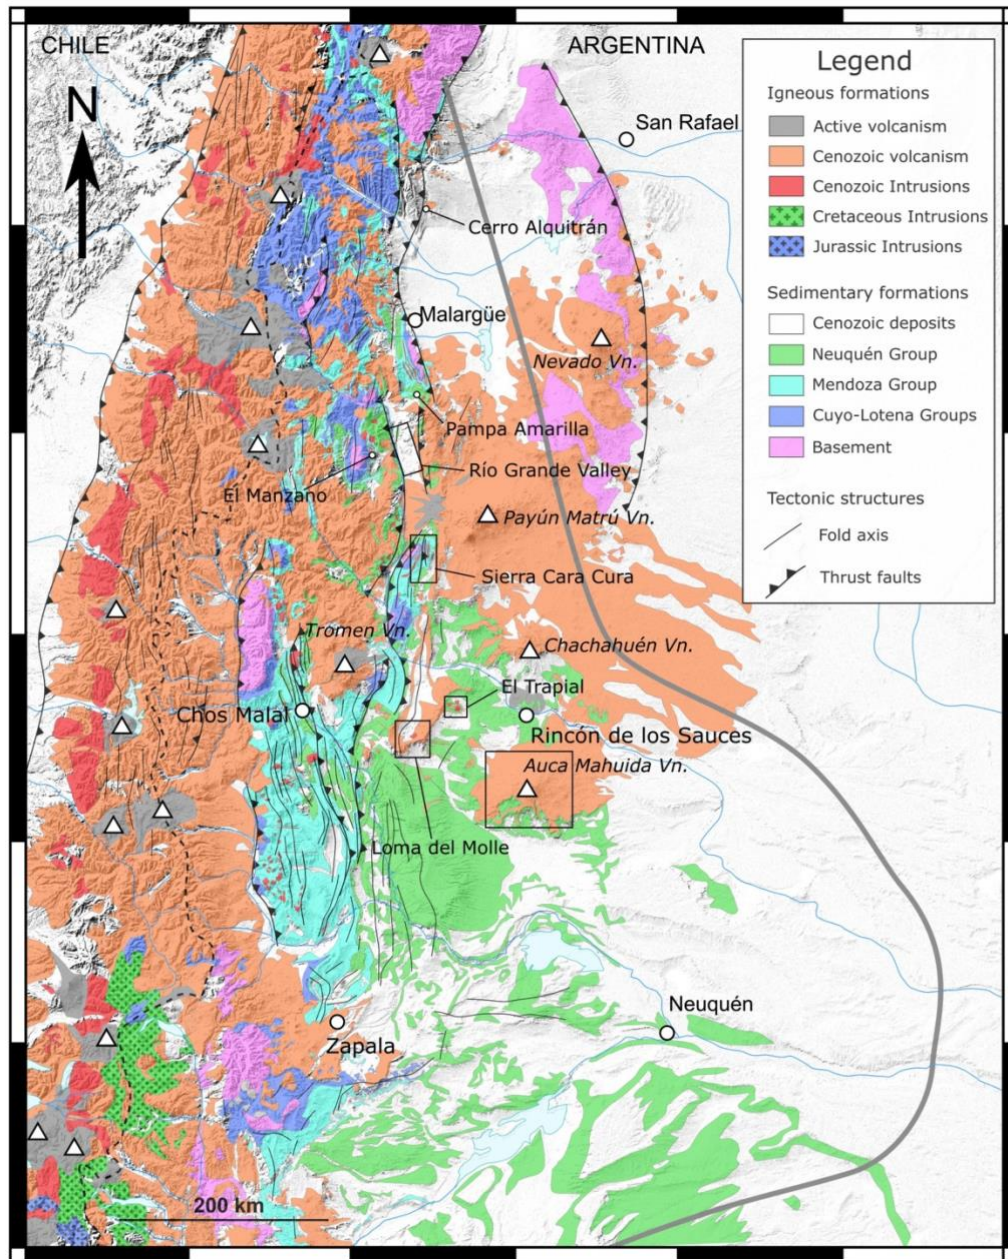 CHILE
ARGENTINA
N
San Rafael
Cerro Alquitrán
Malargüe
Nevado Vn.
Pampa Amarilla
Río Grande Valley
El Manzano
Payún Matrú Vn.
Sierra Cara Cura
Tromen Vn.
Chachahuén Vn.
El Trapial
Chos Malal
Rincón de los Sauces
Auca Mahuida Vn.
Loma del Molle
Neuquén
Zapala
200 km
Legend
Igneous formations
Active volcanism
Cenozoic volcanism
Cenozoic Intrusions
Cretaceous Intrusions
Jurassic Intrusions
Sedimentary formations
Cenozoic deposits
Neuquén Group
Mendoza Group
Cuyo-Lotena Groups
Basement
Tectonic structures
Fold axis
Thrust faults